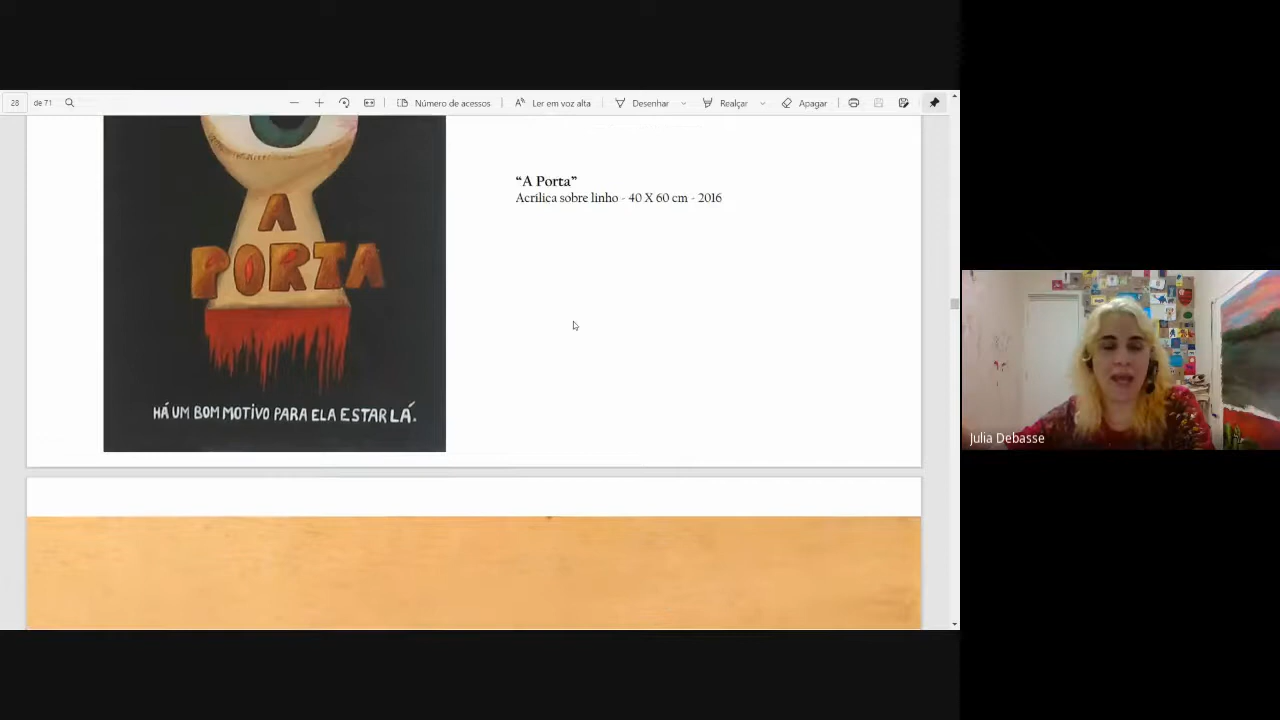 28 de 71
Número de acessos
Ler em voz alta
Desenhar
Realçar
Apagar
A
PORTA
HÁ UM BOM MOTIVO PARA ELA ESTAR LÁ.
“A Porta”
Acrílica sobre linho - 40 X 60 cm - 2016
Julia Debasse